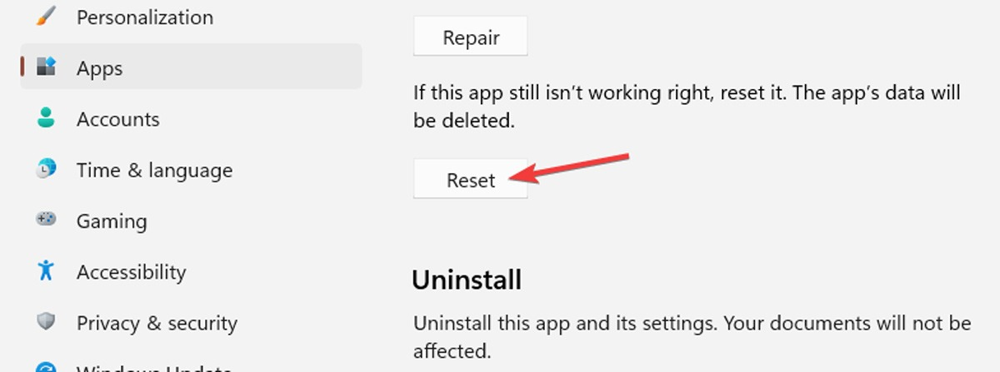 Personalization
Apps
Accounts
Time & language
Gaming
Accessibility
Privacy & security
Windows Update
Repair
If this app still isn’t working right, reset it. The app’s data will
be deleted.
Reset
Uninstall
Uninstall this app and its settings. Your documents will not be
affected.